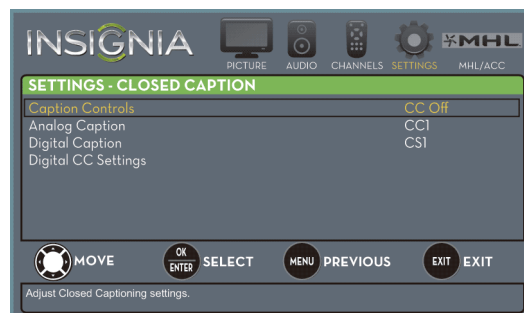 INSIGNIA
PICTURE AUDIO CHANNELS SETTINGS MHL MHL/ACC
SETTINGS - CLOSED CAPTION
Caption Controls CC Off
Analog Caption CC1
Digital Caption CS1
Digital CC Settings
MOVE OK ENTER SELECT MENU PREVIOUS EXIT EXIT
Adjust Closed Captioning settings.